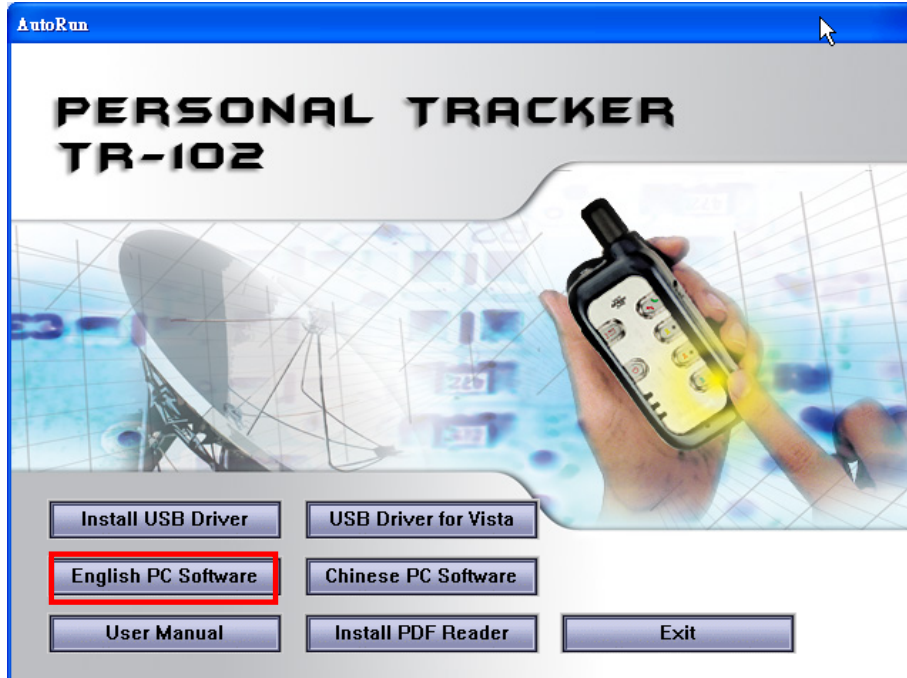 AutoRun
PERSONAL TRACKER
TR-102
Install USB Driver
USB Driver for Vista
English PC Software
Chinese PC Software
User Manual
Install PDF Reader
Exit